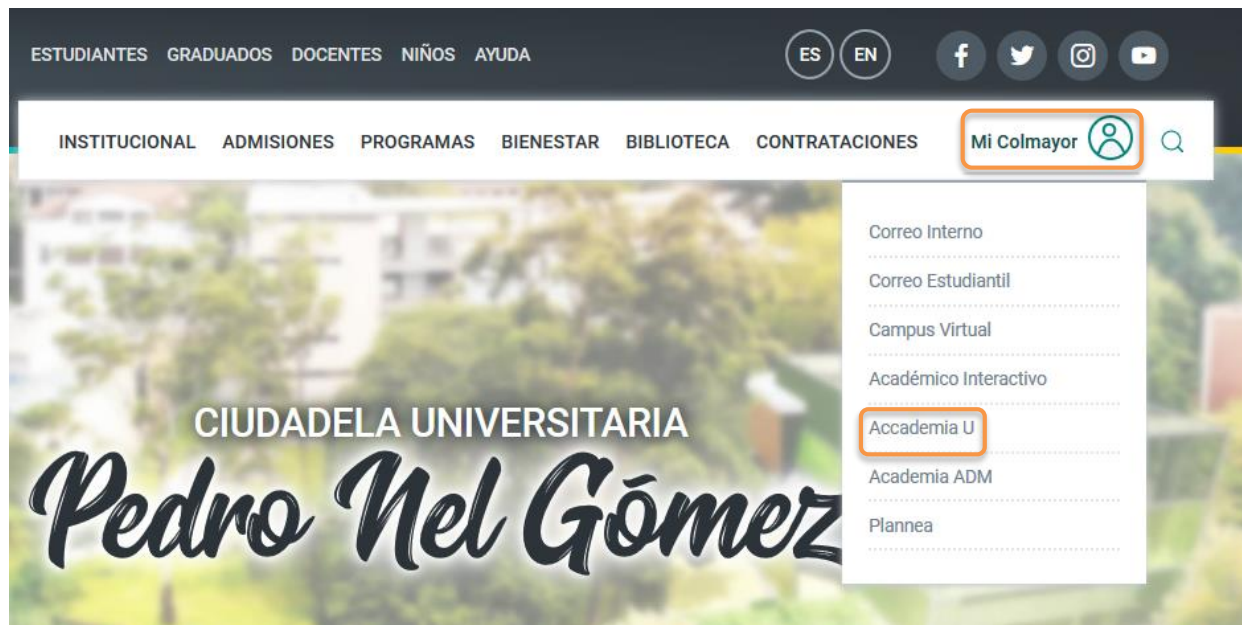 ESTUDIANTES GRADUADOS DOCENTES NIÑOS AYUDA ES EN
INSTITUCIONAL ADMISIONES PROGRAMAS BIENESTAR BIBLIOTECA CONTRATACIONES Mi Colmayor
Correo Interno
Correo Estudiantil
Campus Virtual
Académico Interactivo
Accademia U
Academia ADM
Plannea
CIUDADELA UNIVERSITARIA
Pedro Nel Gómez